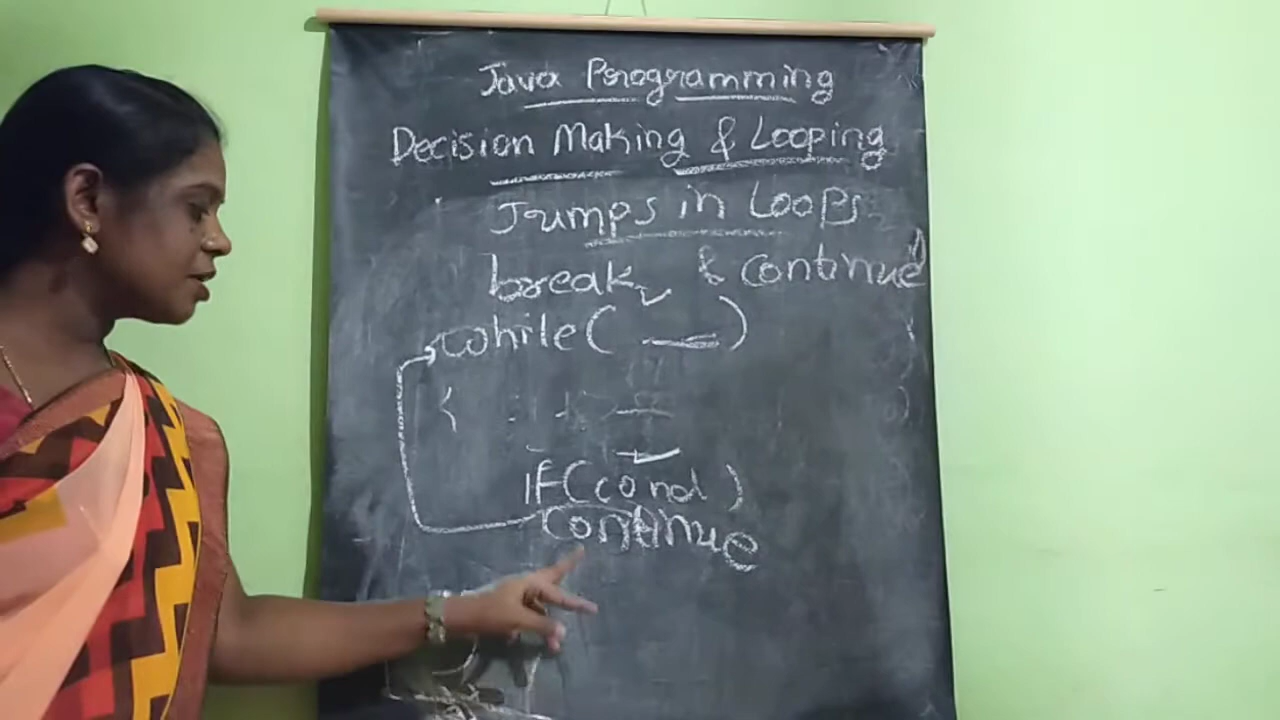 Java Programming
Decision Making & Looping
Jumps in Loops
break & continue
while( )
{
if(cond)
continue